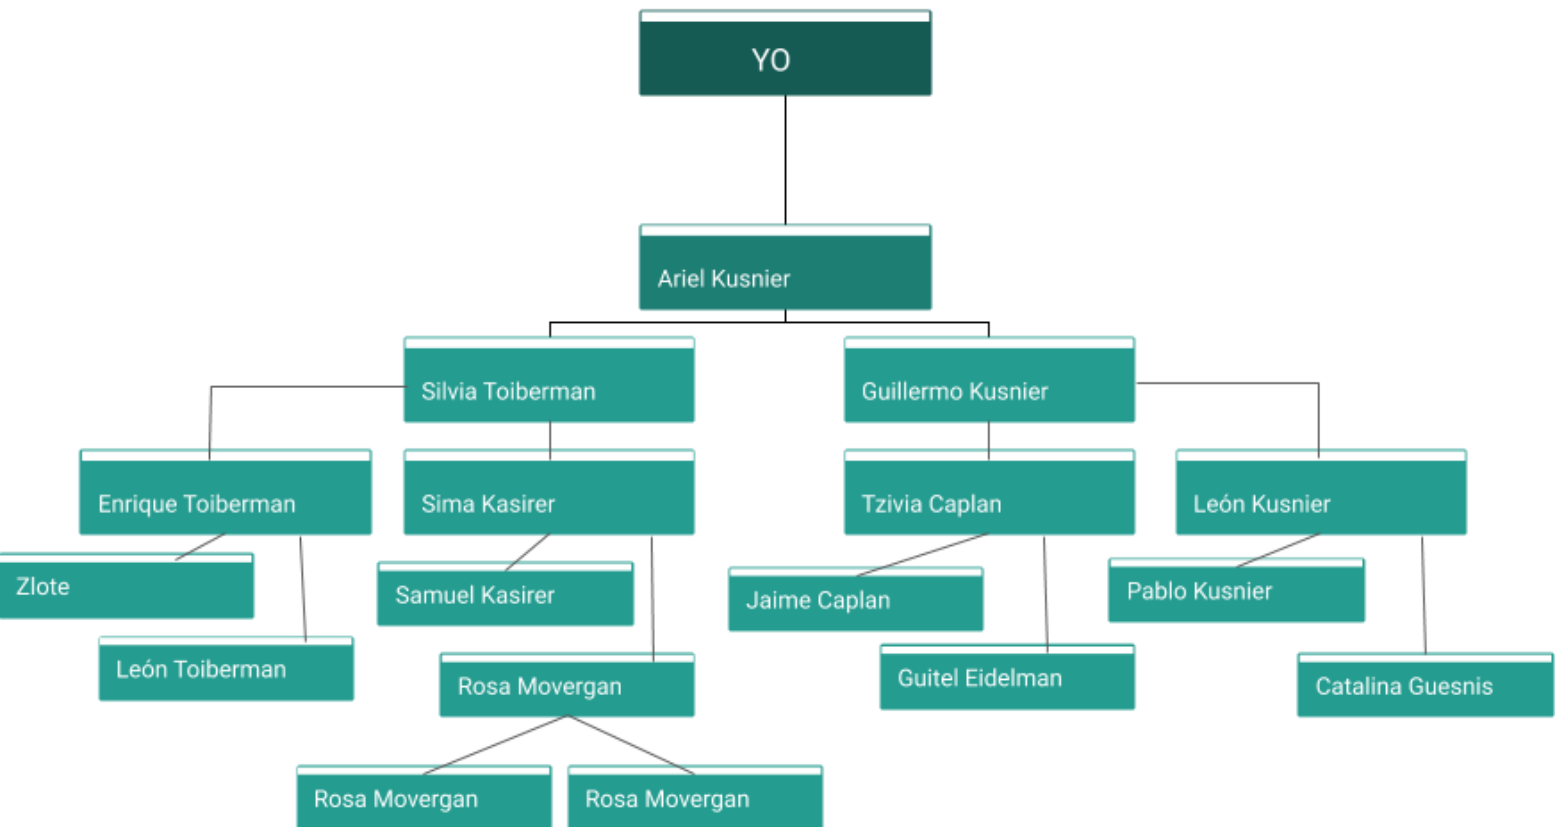 YO
Ariel Kusnier
Silvia Toiberman
Guillermo Kusnier
Enrique Toiberman
Sima Kasirer
Tzivia Caplan
León Kusnier
Zlote
Samuel Kasirer
Jaime Caplan
Pablo Kusnier
León Toiberman
Rosa Movergan
Guitel Eidelman
Catalina Guesnis
Rosa Movergan
Rosa Movergan